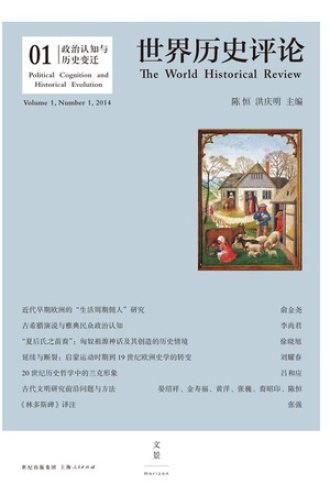 01
政治认知与
历史变迁
Political Cognition and
Historical Evolution
Volume 1, Number 1, 2014
世界历史评论
The World Historical Review
陈恒 洪庆明 主编
近代早期欧洲的“生活周期佣人”研究 俞金尧
古希腊演说与雅典民众政治认知 李尚君
“夏后氏之苗裔”：匈奴祖源神话及其创造的历史情境 徐晓旭
延续与断裂：启蒙运动时期到19世纪欧洲史学的转变 刘耀春
20世纪历史哲学中的三克形象 吕和应
古代文明研究前沿问题与方法 晏绍祥、金寿福、黄洋、张巍、葛昭印、陈恒
《林多斯碑》译注 张强
文
景
Horizon
世纪出版集团 上海人民出版社